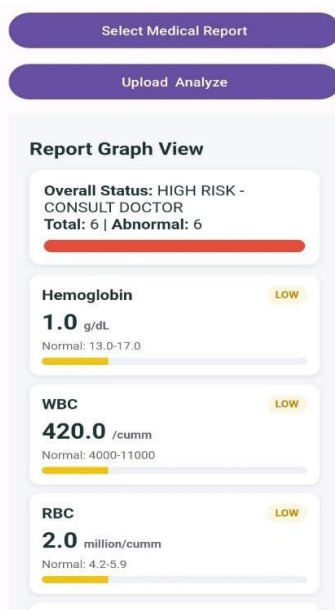 Select Medical Report
Upload Analyze
Report Graph View
Overall Status: HIGH RISK -
CONSULT DOCTOR
Total: 6 | Abnormal: 6
Hemoglobin LOW
1.0 g/dL
Normal: 13.0-17.0
WBC LOW
420.0 /cumm
Normal: 4000-11000
RBC LOW
2.0 million/cumm
Normal: 4.2-5.9